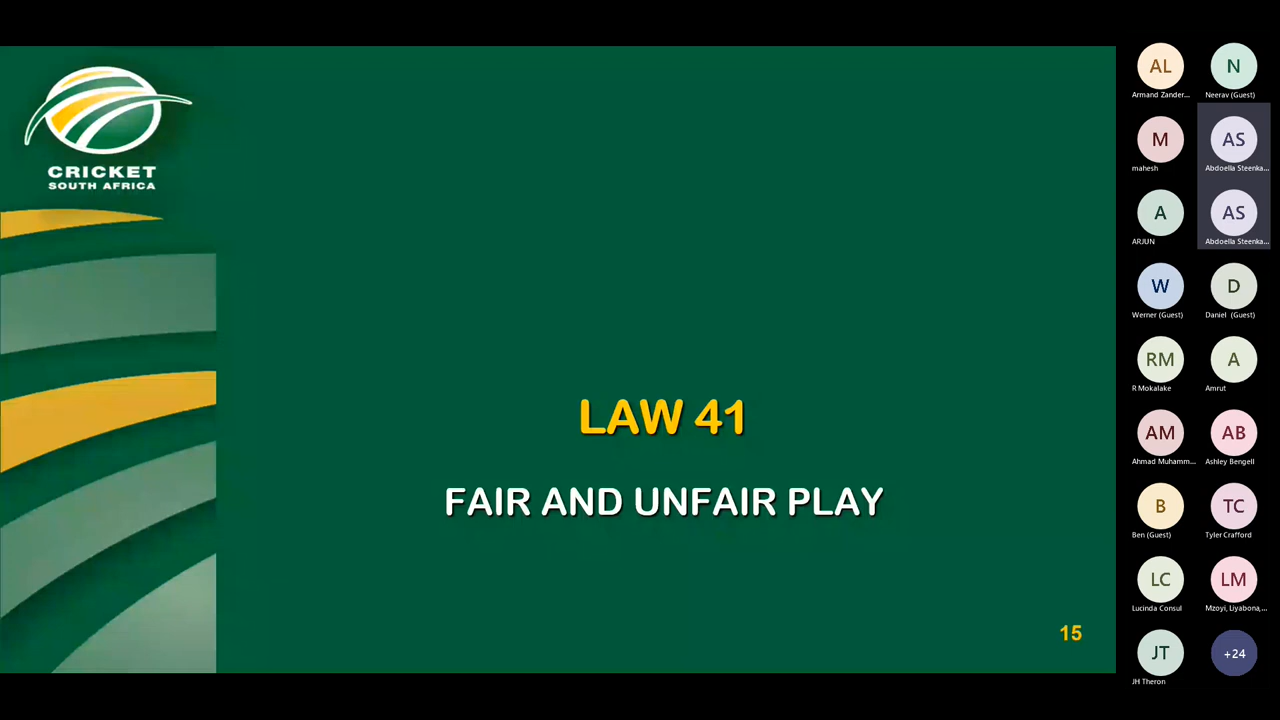 CRICKET
SOUTH AFRICA
LAW 41
FAIR AND UNFAIR PLAY
15
AL
Armand Zander...
N
Neerav (Guest)
M
mahesh
AS
Abdoella Steenka...
A
ARJUN
AS
Abdoella Steenka...
W
Werner (Guest)
D
Daniel (Guest)
RM
R Mokalake
A
Amrut
AM
Ahmad Muhamm...
AB
Ashley Bengell
B
Ben (Guest)
TC
Tyler Crafford
LC
Lucinda Consul
LM
Mzoyi, Liyabona,...
JT
JH Theron
+24